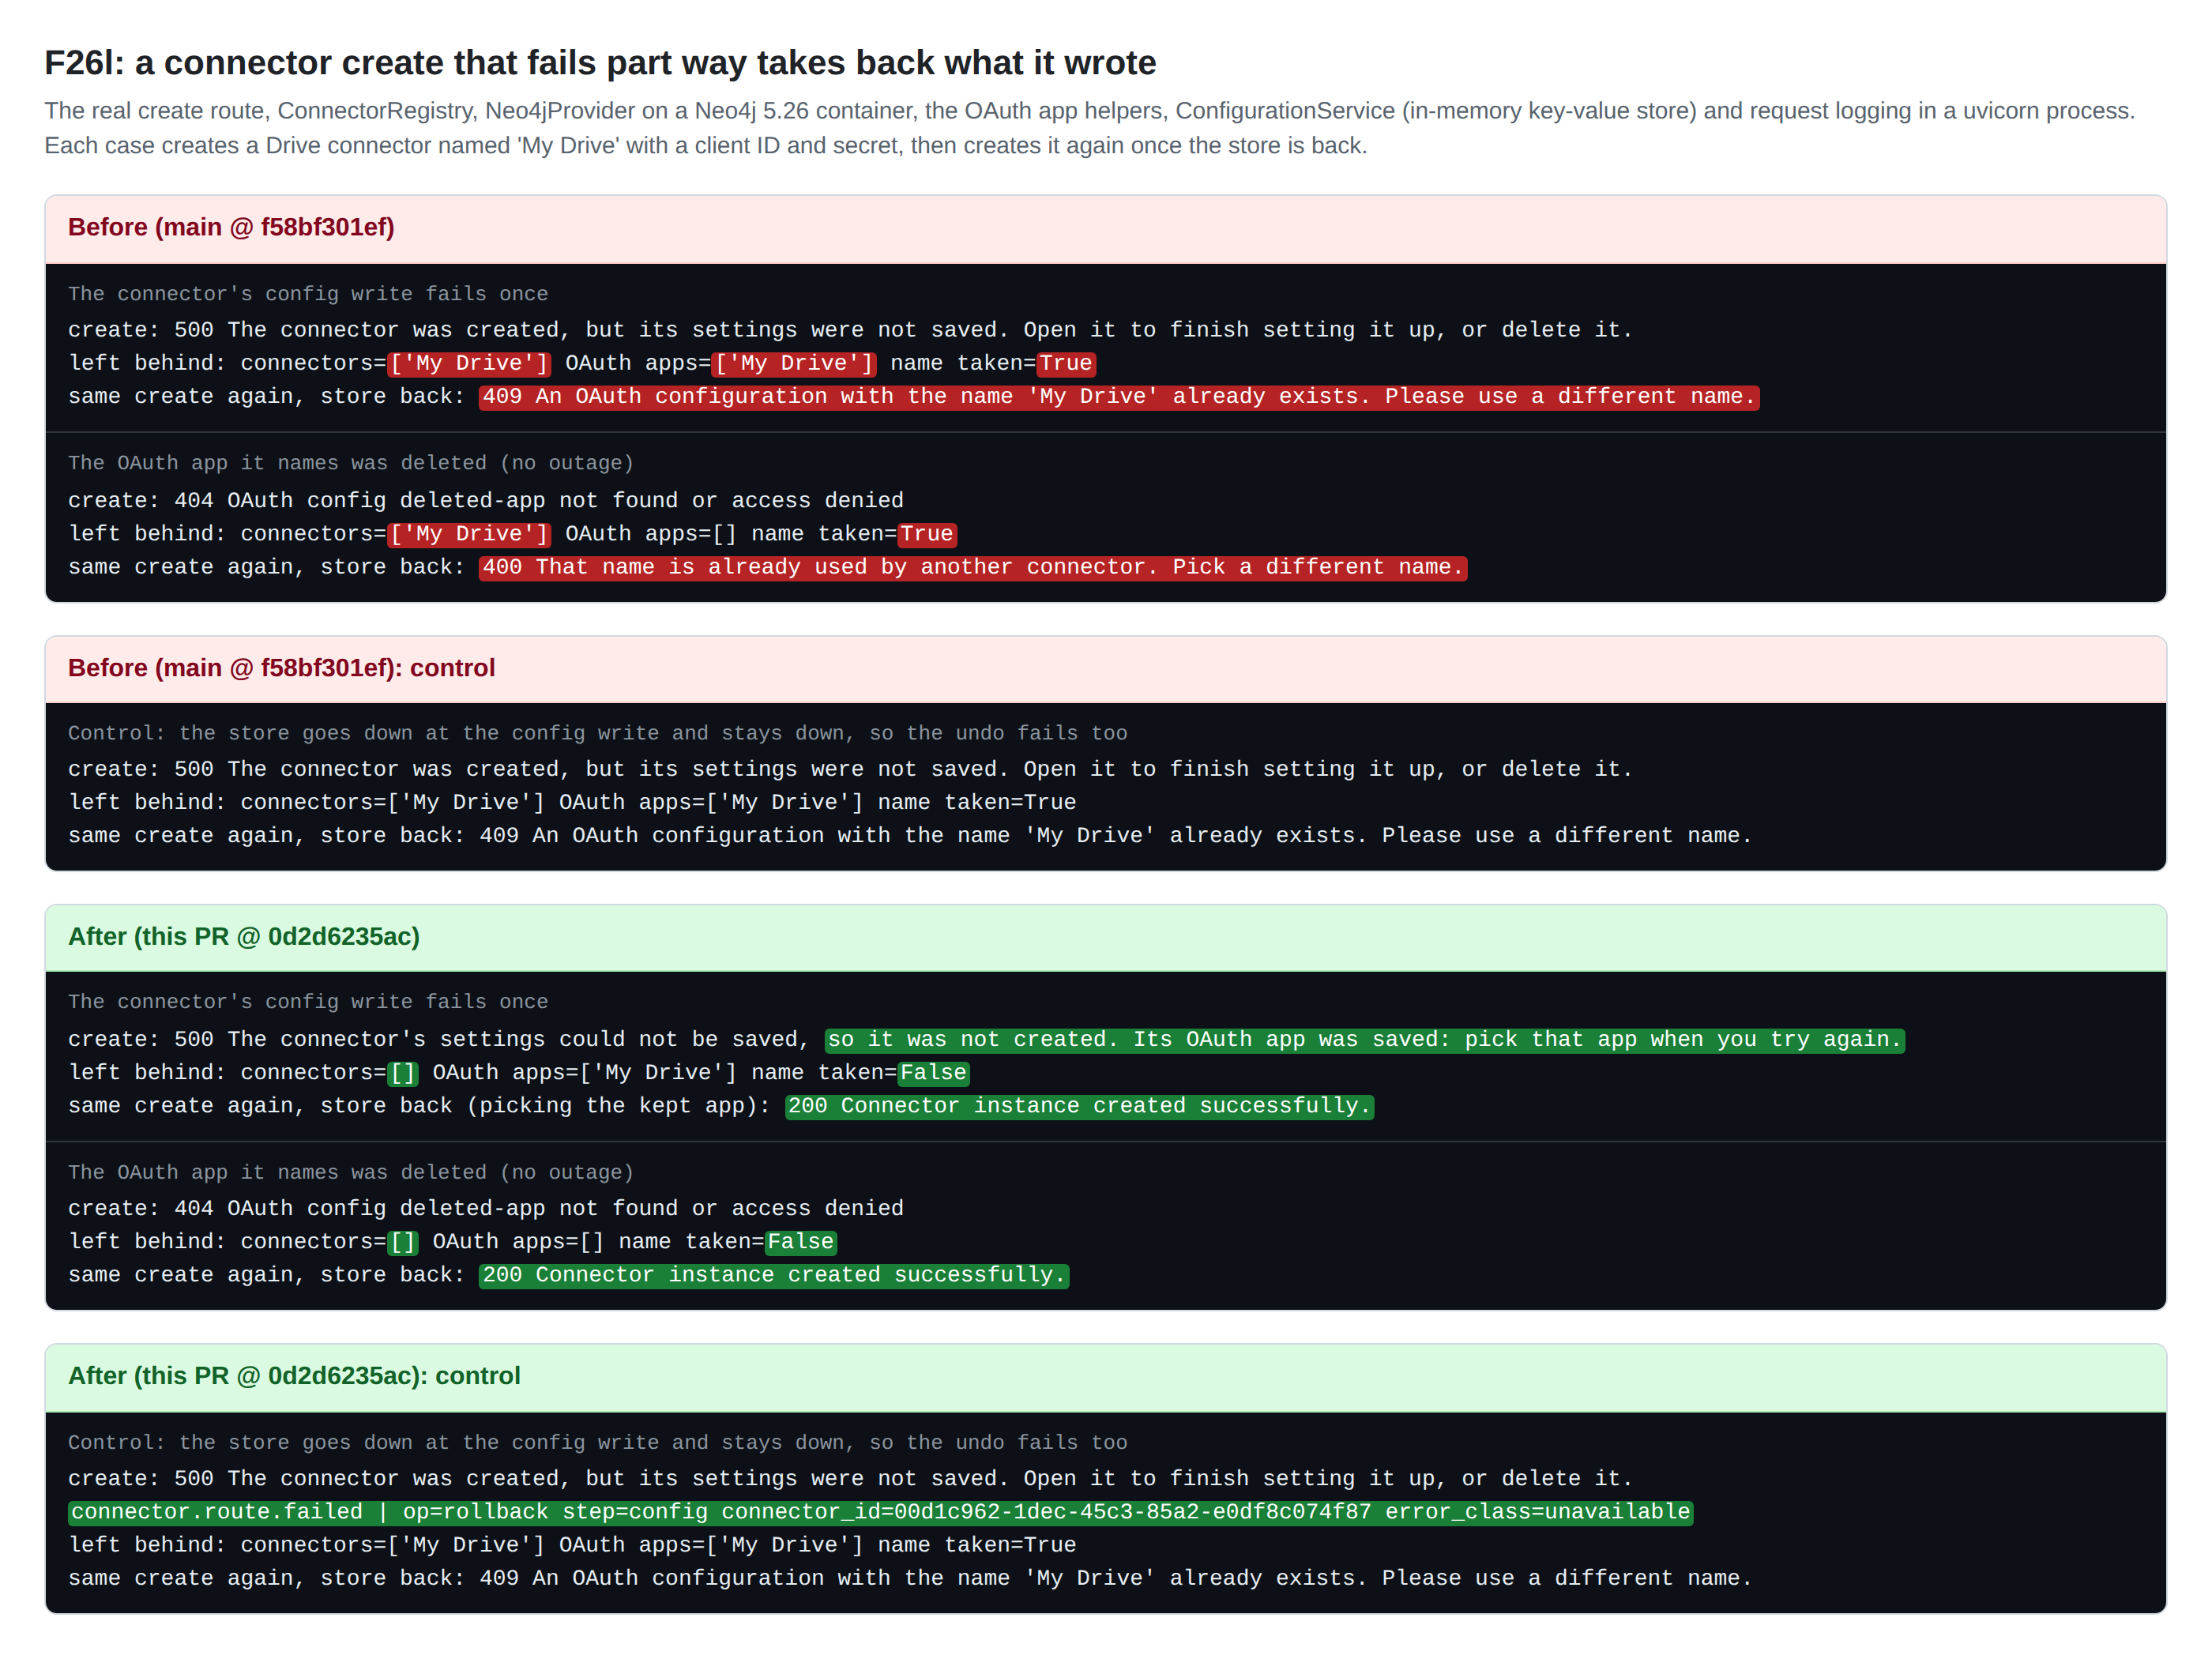 F26l: a connector create that fails part way takes back what it wrote
The real create route, ConnectorRegistry, Neo4jProvider on a Neo4j 5.26 container, the OAuth app helpers, ConfigurationService (in-memory key-value store) and request logging in a uvicorn process.
Each case creates a Drive connector named 'My Drive' with a client ID and secret, then creates it again once the store is back.
Before (main @ f58bf301ef)
The connector's config write fails once
create: 500 The connector was created, but its settings were not saved. Open it to finish setting it up, or delete it.
left behind: connectors=['My Drive'] OAuth apps=['My Drive'] name taken=True
same create again, store back: 409 An OAuth configuration with the name 'My Drive' already exists. Please use a different name.
The OAuth app it names was deleted (no outage)
create: 404 OAuth config deleted-app not found or access denied
left behind: connectors=['My Drive'] OAuth apps=[] name taken=True
same create again, store back: 400 That name is already used by another connector. Pick a different name.
Before (main @ f58bf301ef): control
Control: the store goes down at the config write and stays down, so the undo fails too
create: 500 The connector was created, but its settings were not saved. Open it to finish setting it up, or delete it.
left behind: connectors=['My Drive'] OAuth apps=['My Drive'] name taken=True
same create again, store back: 409 An OAuth configuration with the name 'My Drive' already exists. Please use a different name.
After (this PR @ 0d2d6235ac)
The connector's config write fails once
create: 500 The connector's settings could not be saved, so it was not created. Its OAuth app was saved: pick that app when you try again.
left behind: connectors=[] OAuth apps=['My Drive'] name taken=False
same create again, store back (picking the kept app): 200 Connector instance created successfully.
The OAuth app it names was deleted (no outage)
create: 404 OAuth config deleted-app not found or access denied
left behind: connectors=[] OAuth apps=[] name taken=False
same create again, store back: 200 Connector instance created successfully.
After (this PR @ 0d2d6235ac): control
Control: the store goes down at the config write and stays down, so the undo fails too
create: 500 The connector was created, but its settings were not saved. Open it to finish setting it up, or delete it.
connector.route.failed | op=rollback step=config connector_id=00d1c962-1dec-45c3-85a2-e0df8c074f87 error_class=unavailable
left behind: connectors=['My Drive'] OAuth apps=['My Drive'] name taken=True
same create again, store back: 409 An OAuth configuration with the name 'My Drive' already exists. Please use a different name.